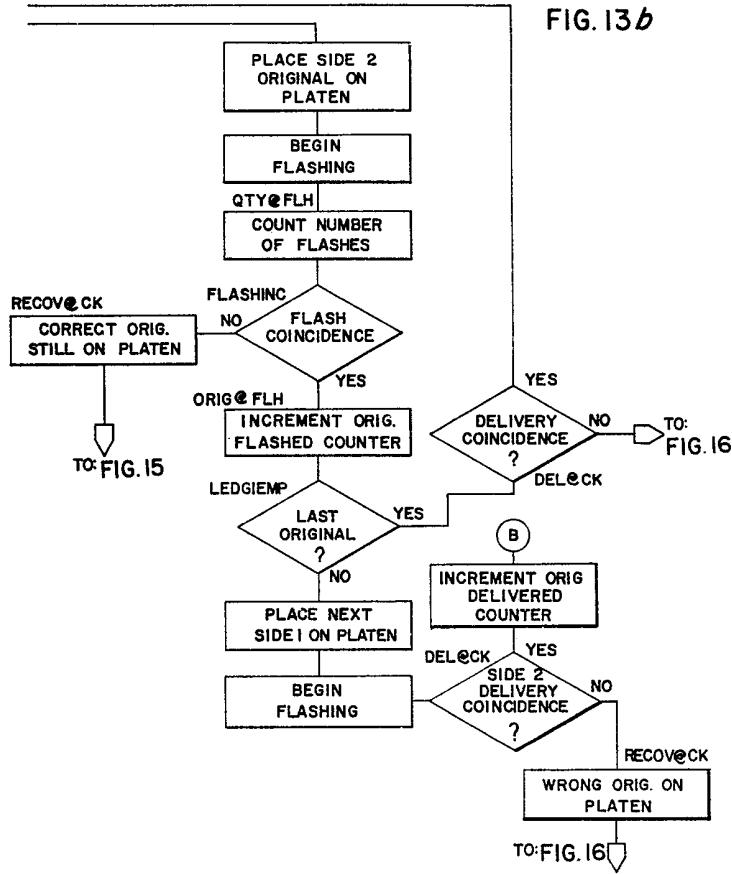 FIG. 13b
PLACE SIDE 2
ORIGINAL ON
PLATEN
BEGIN
FLASHING
QTY@FLH
COUNT NUMBER
OF FLASHES
FLASHINC
FLASH
COINCIDENCE
NO
YES
RECOV@CK
CORRECT ORIG.
STILL ON PLATEN
TO: FIG. 15
ORIG@FLH
INCREMENT ORIG.
FLASHED COUNTER
LEDGIEMP
LAST
ORIGINAL
?
YES
NO
YES
DELIVERY
COINCIDENCE
?
NO
TO:
FIG. 16
DEL@CK
B
INCREMENT ORIG
DELIVERED
COUNTER
PLACE NEXT
SIDE I ON PLATEN
BEGIN
FLASHING
DEL@CK
YES
SIDE 2
DELIVERY
COINCIDENCE
?
NO
RECOV@CK
WRONG ORIG. ON
PLATEN
TO: FIG. 16